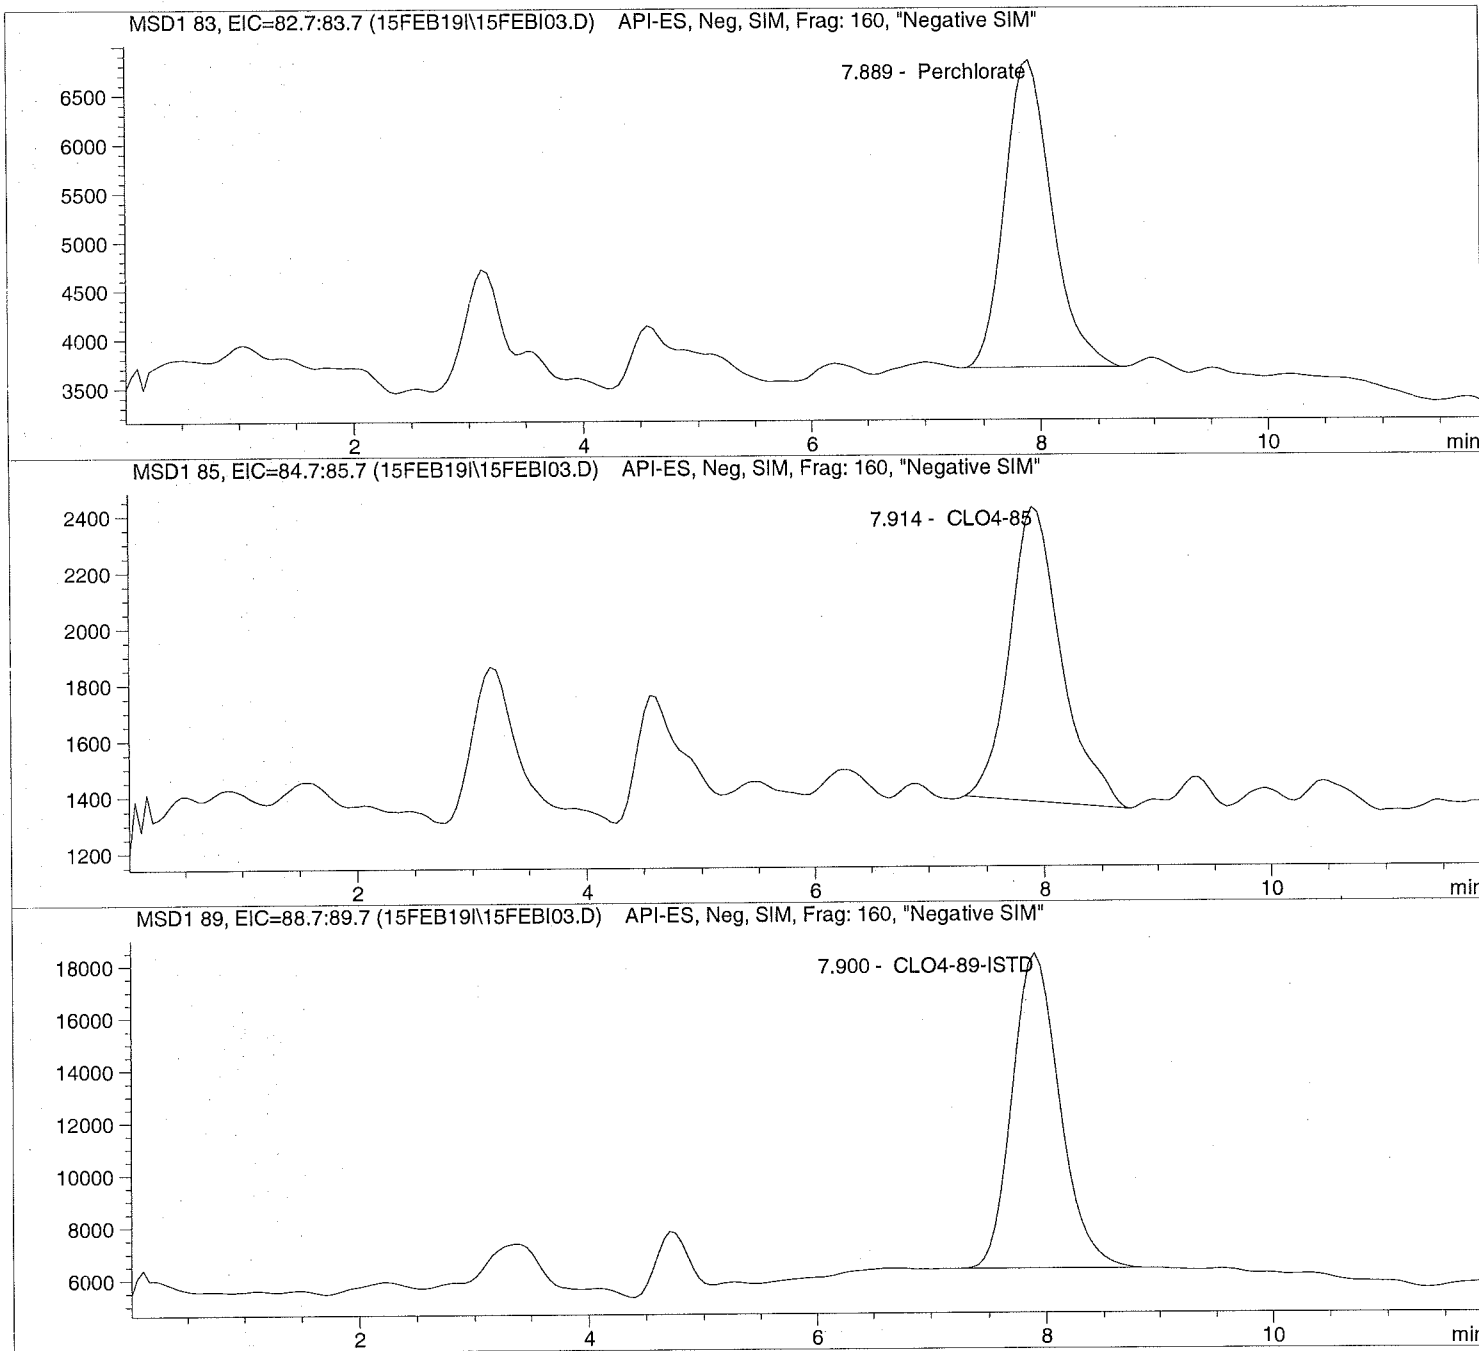 MSD1 83, EIC=82.7:83.7 (15FEB19I\15FEBI03.D) API-ES, Neg, SIM, Frag: 160, "Negative SIM"
7.889 - Perchlorate
6500
6000
5500
5000
4500
4000
3500
2 4 6 8 10 min
MSD1 85, EIC=84.7:85.7 (15FEB19I\15FEBI03.D) API-ES, Neg, SIM, Frag: 160, "Negative SIM"
7.914 - CLO4-85
2400
2200
2000
1800
1600
1400
1200
2 4 6 8 10 min
MSD1 89, EIC=88.7:89.7 (15FEB19I\15FEBI03.D) API-ES, Neg, SIM, Frag: 160, "Negative SIM"
7.900 - CLO4-89-ISTD
18000
16000
14000
12000
10000
8000
6000
2 4 6 8 10 min